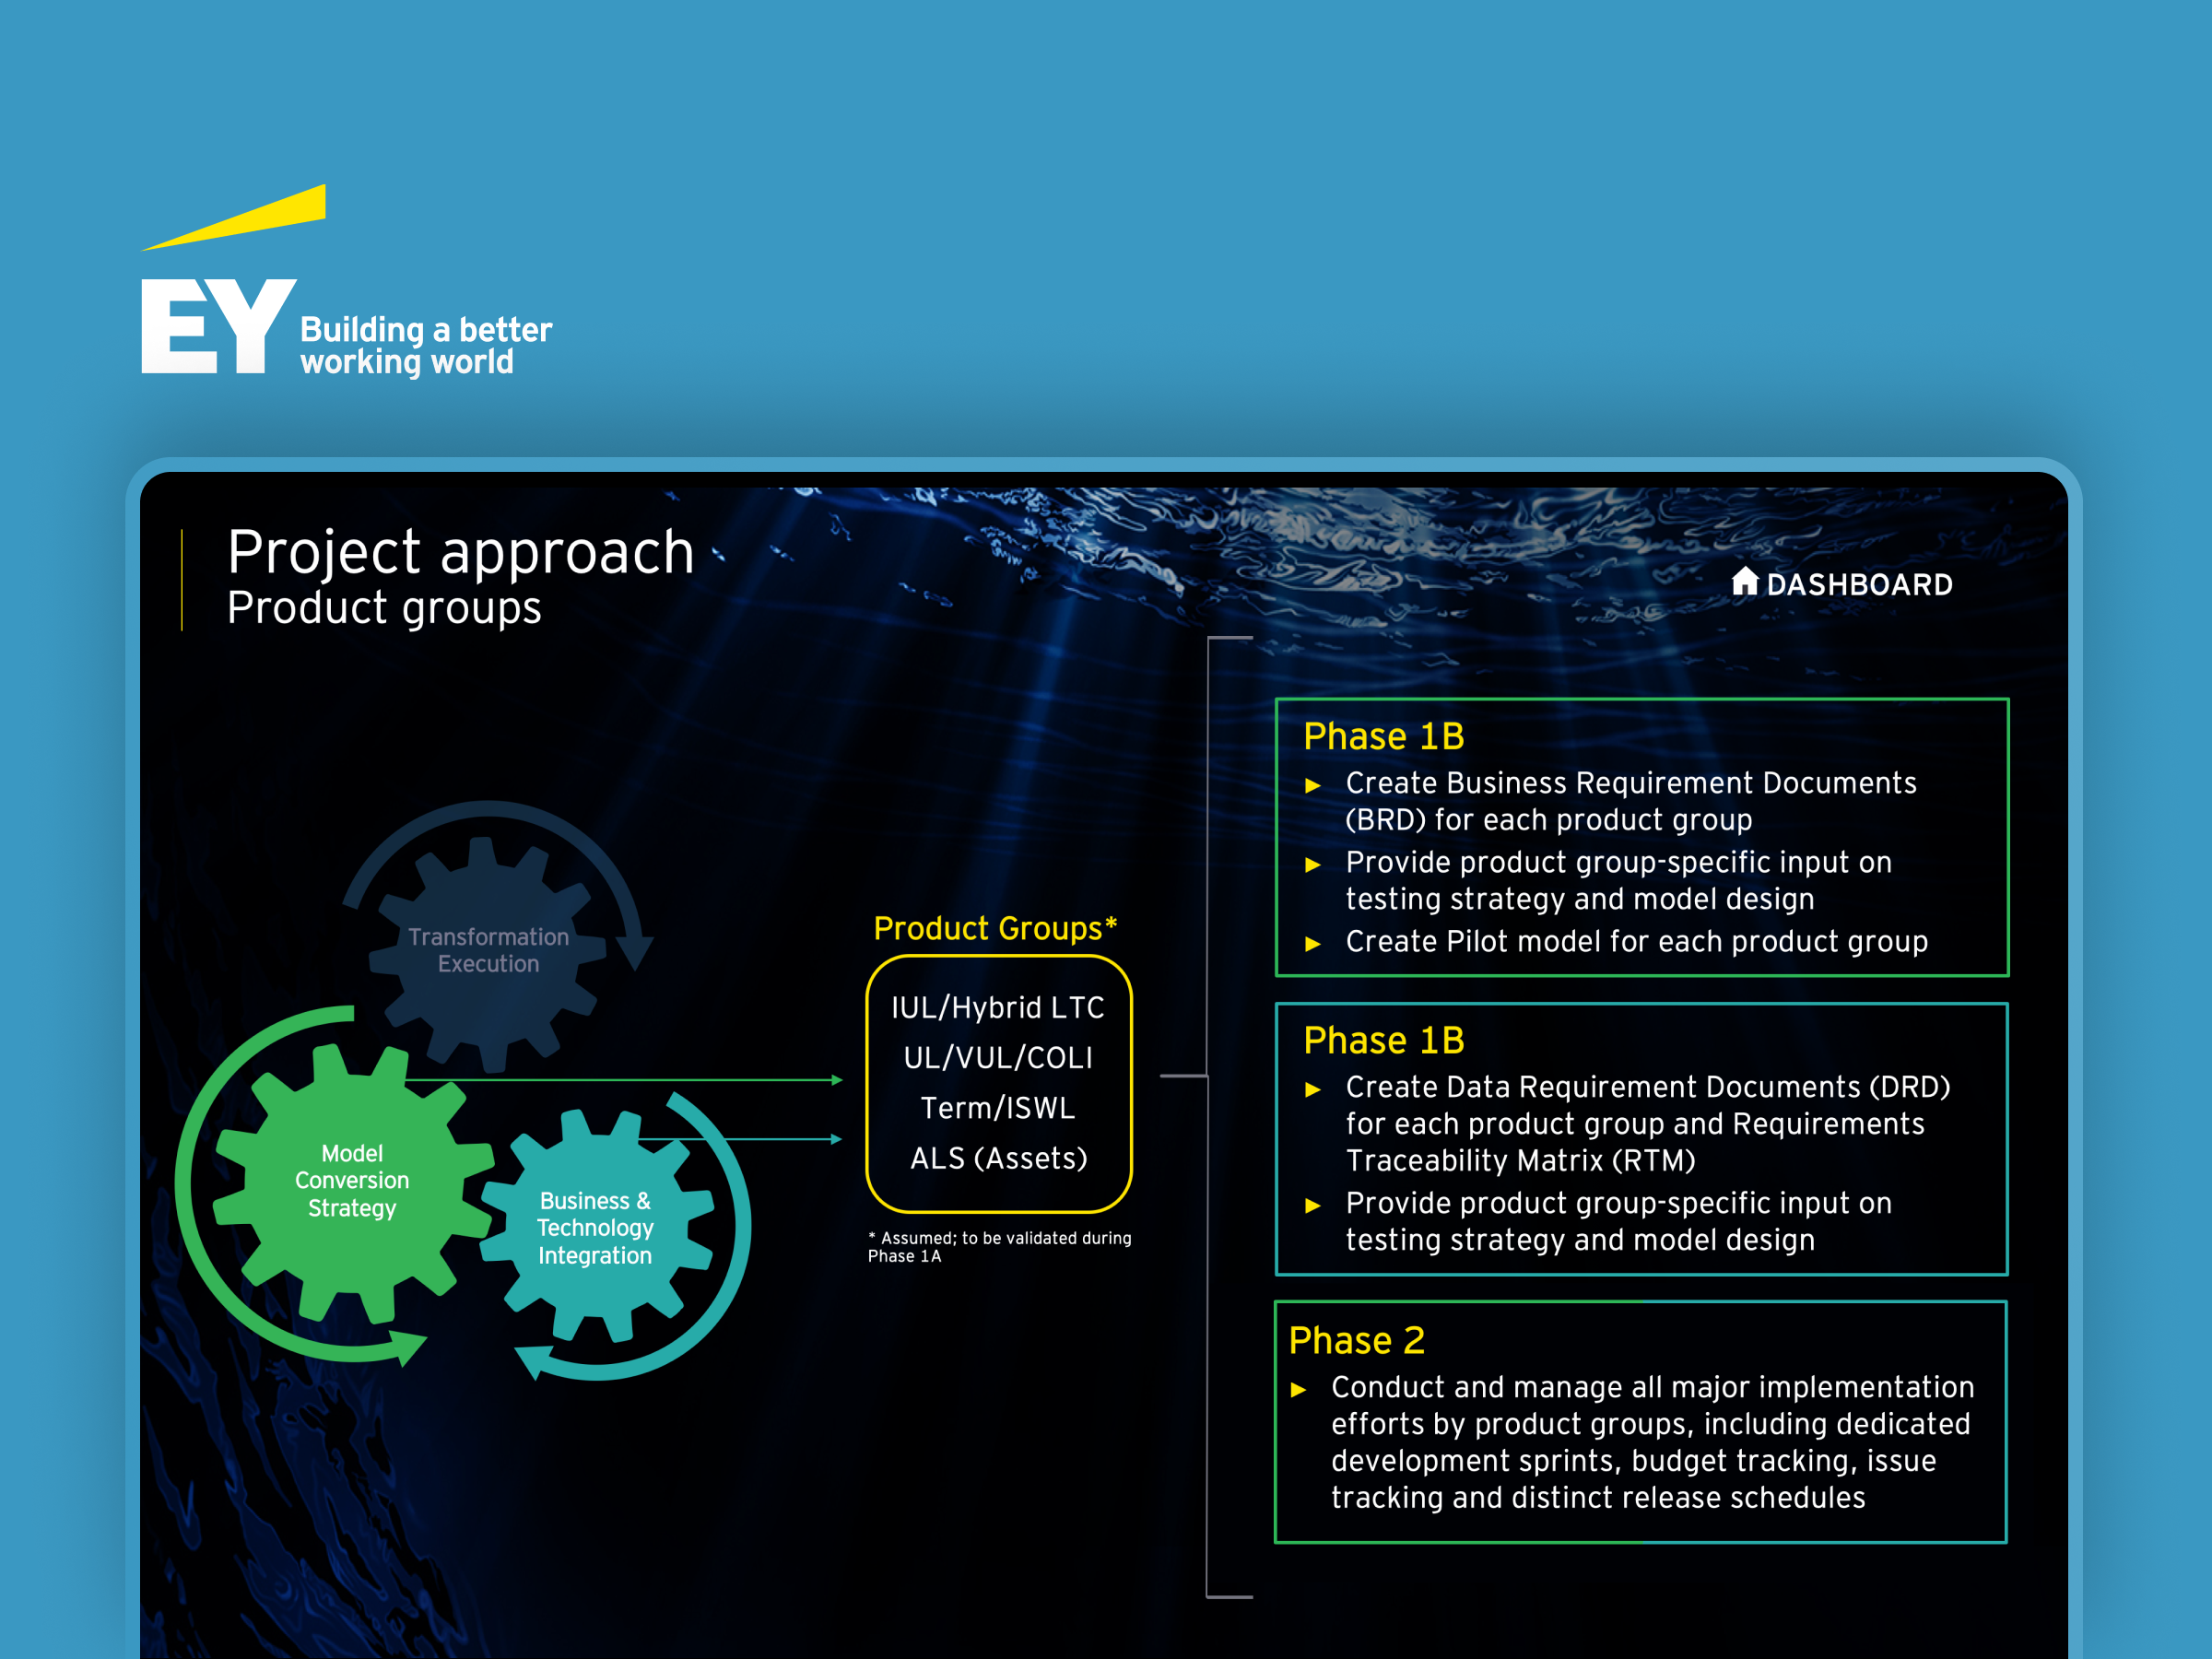 EY
Building a better
working world
Project approach
Product groups
DASHBOARD
Transformation
Execution
Model
Conversion
Strategy
Business &
Technology
Integration
Product Groups*
IUL/Hybrid LTC
UL/VUL/COLI
Term/ISWL
ALS (Assets)
* Assumed; to be validated during
Phase 1A
Phase 1B
► Create Business Requirement Documents
(BRD) for each product group
► Provide product group-specific input on
testing strategy and model design
► Create Pilot model for each product group
Phase 1B
► Create Data Requirement Documents (DRD)
for each product group and Requirements
Traceability Matrix (RTM)
► Provide product group-specific input on
testing strategy and model design
Phase 2
► Conduct and manage all major implementation
efforts by product groups, including dedicated
development sprints, budget tracking, issue
tracking and distinct release schedules